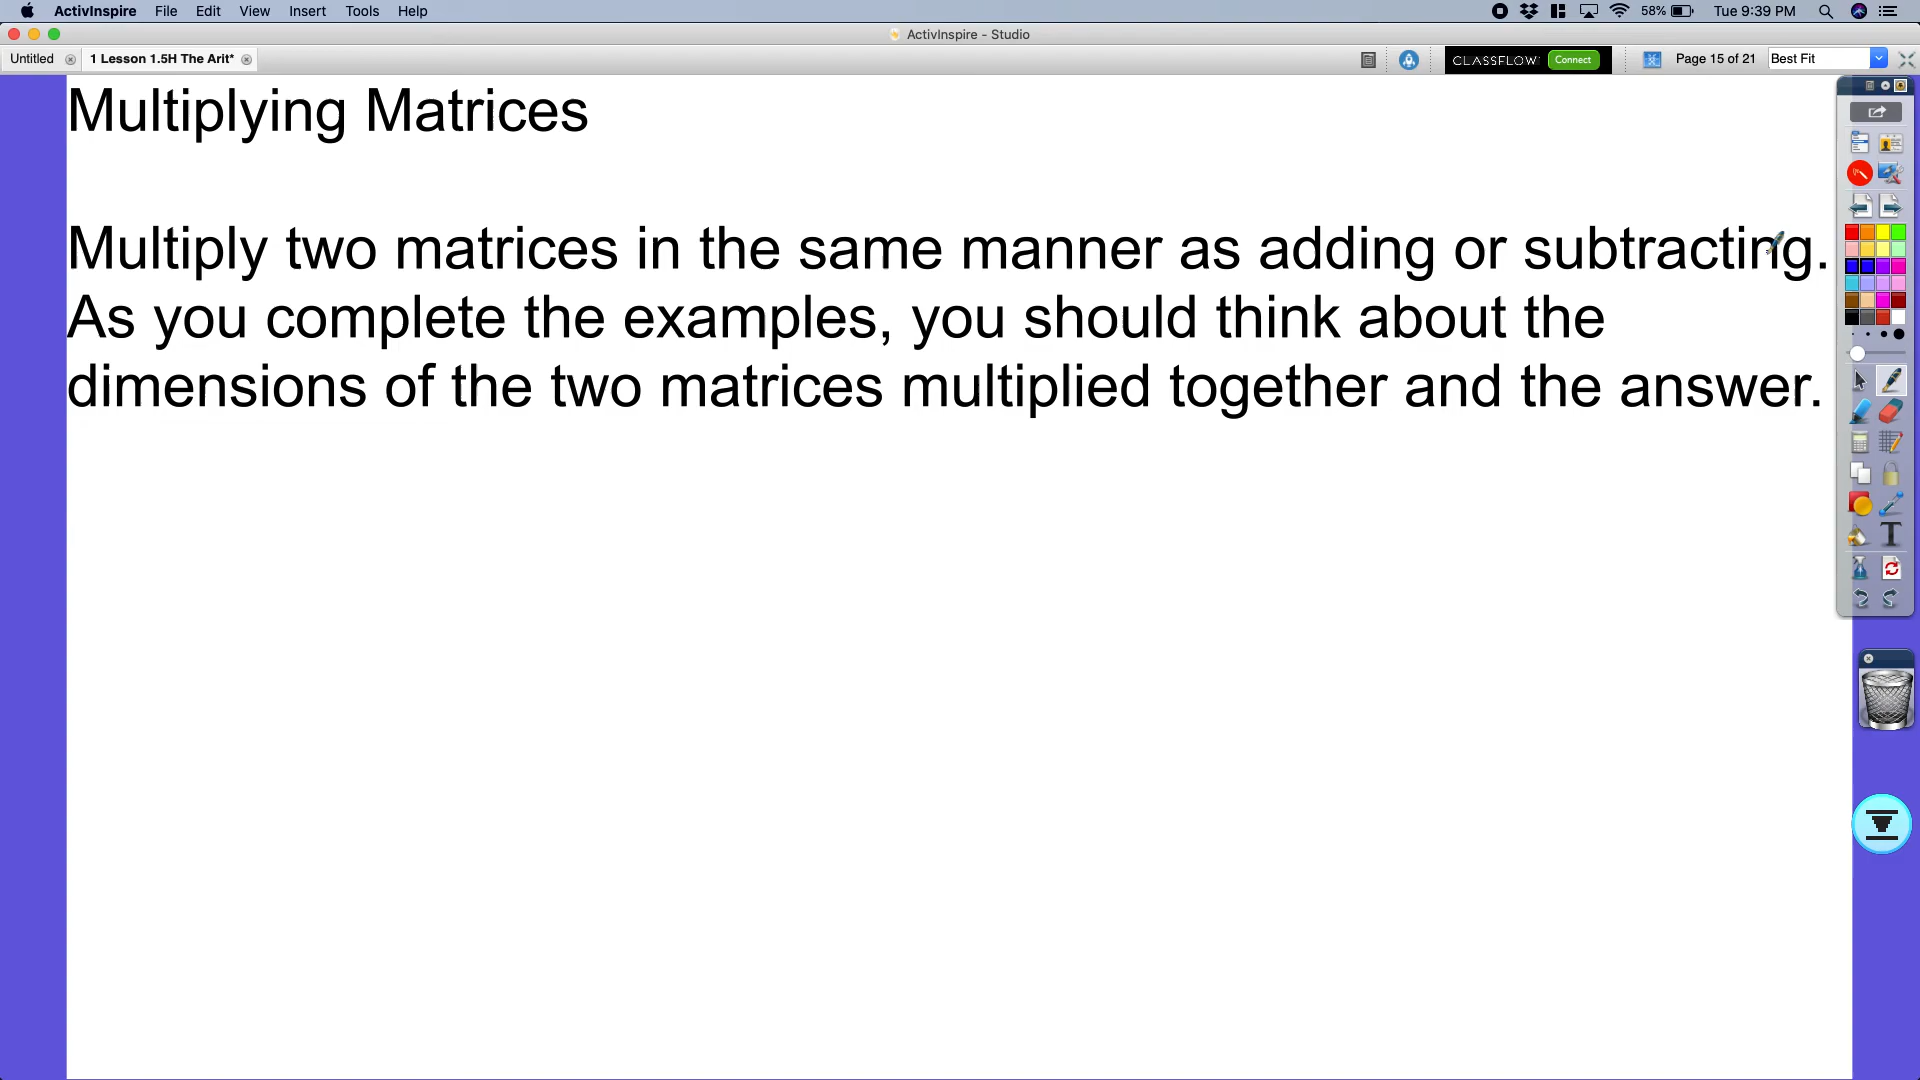 ActivInspire File Edit View Insert Tools Help 58% Tue 9:39 PM
ActivInspire - Studio
Untitled 1 Lesson 1.5H The Arit* CLASSFLOW Connect Page 15 of 21 Best Fit
Multiplying Matrices
Multiply two matrices in the same manner as adding or subtracting.
As you complete the examples, you should think about the
dimensions of the two matrices multiplied together and the answer.